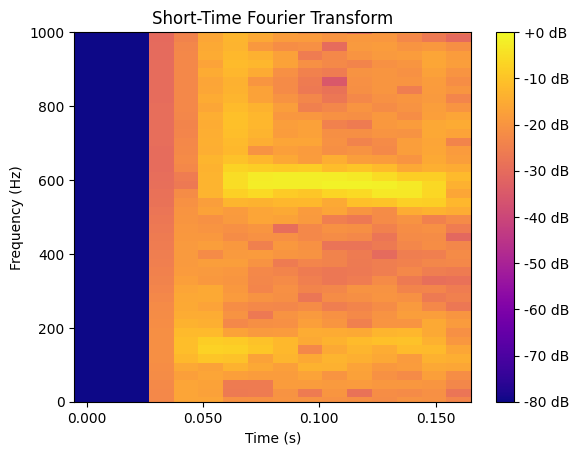 Short-Time Fourier Transform
1000
800
600
400
200
0
Frequency (Hz)
0.000
0.050
0.100
0.150
Time (s)
+0 dB
-10 dB
-20 dB
-30 dB
-40 dB
-50 dB
-60 dB
-70 dB
-80 dB